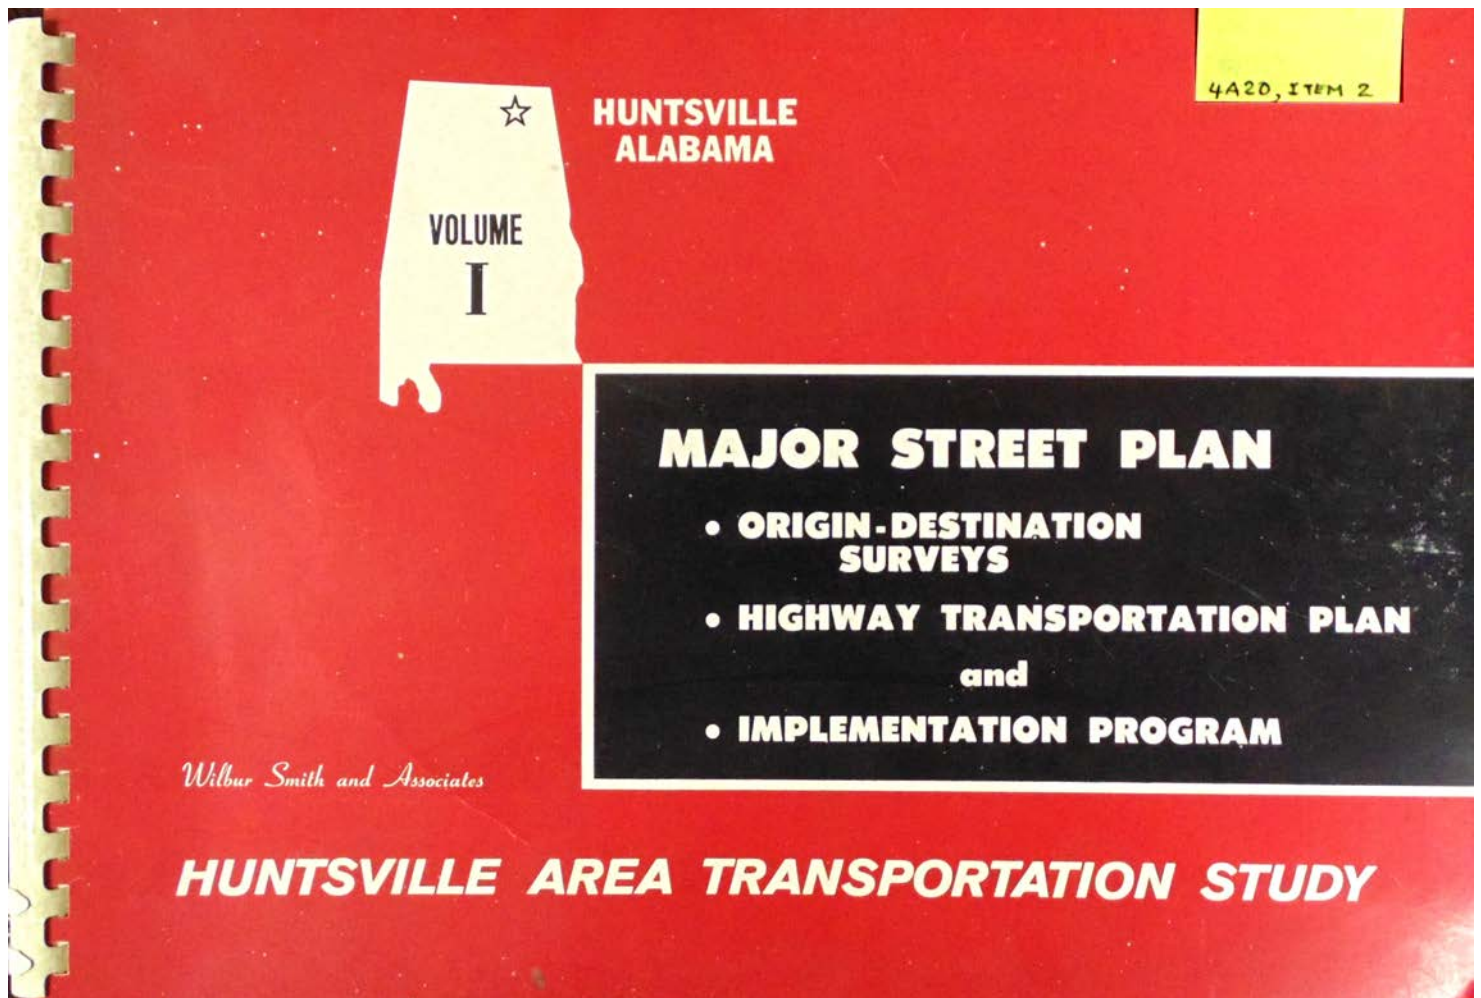 4A20, ITEM 2
HUNTSVILLE
ALABAMA
VOLUME
I
MAJOR STREET PLAN
• ORIGIN-DESTINATION
SURVEYS
• HIGHWAY TRANSPORTATION PLAN
and
• IMPLEMENTATION PROGRAM
Wilbur Smith and Associates
HUNTSVILLE AREA TRANSPORTATION STUDY